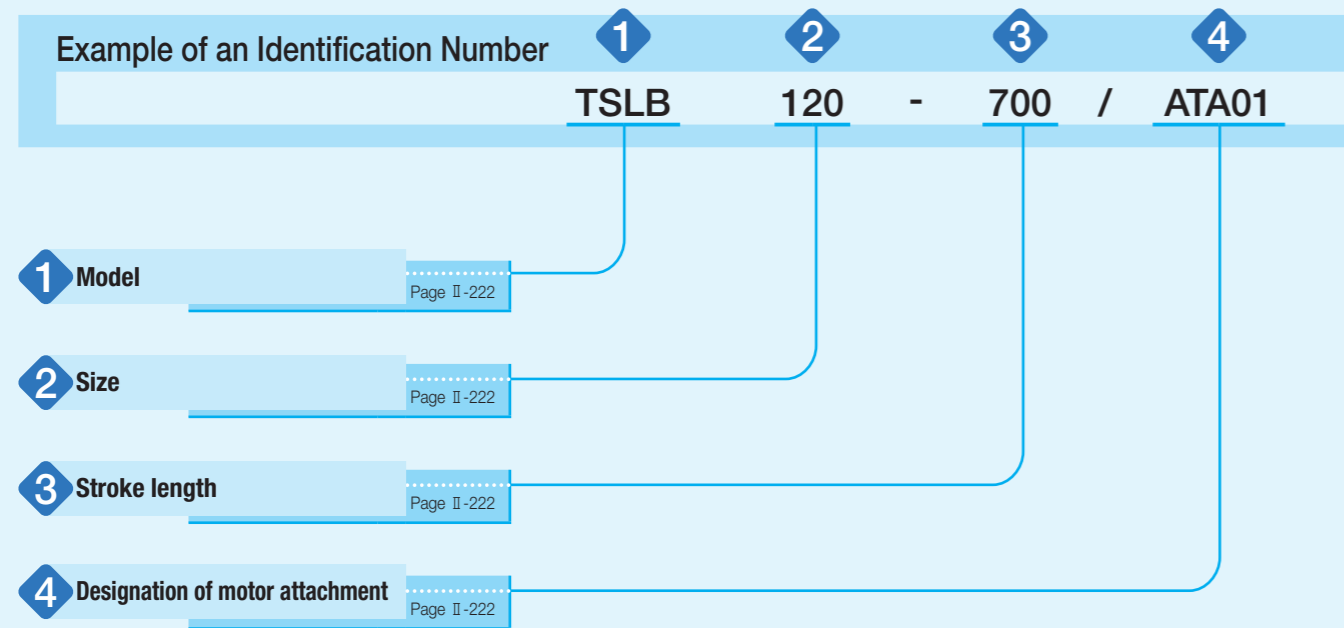 Example of an Identification Number 1 2 3 4
TSLB 120 - 700 / ATA01
1 Model
Page Ⅱ-222
2 Size
Page Ⅱ-222
3 Stroke length
Page Ⅱ-222
4 Designation of motor attachment
Page Ⅱ-222